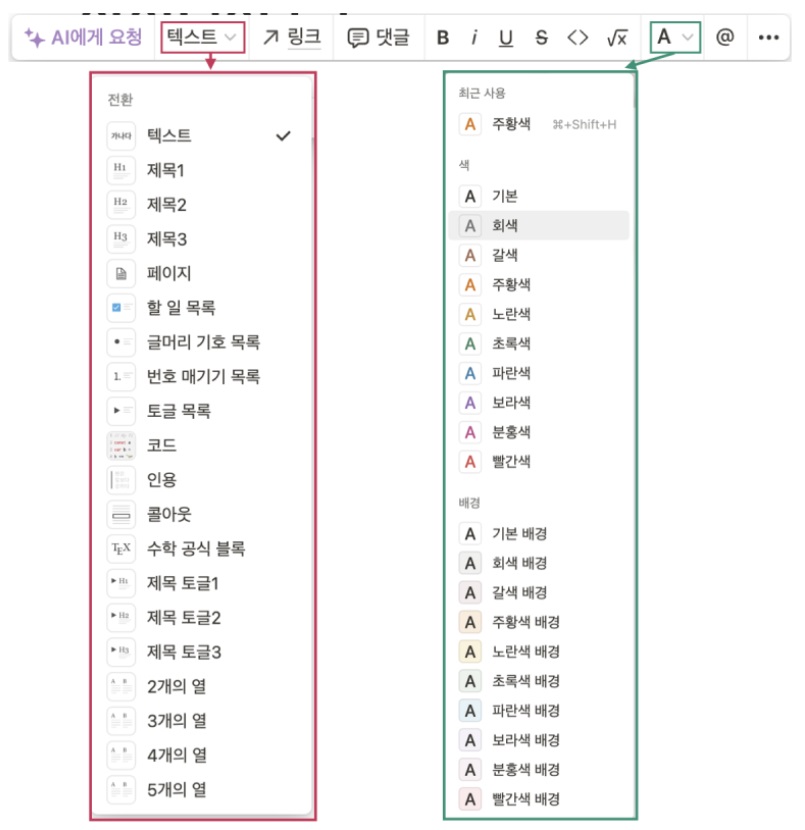 AI에게 요청 텍스트 링크 댓글 B i U S <> √x A @ •••
전환
가나다 텍스트
H1 제목1
H2 제목2
H3 제목3
페이지
할 일 목록
글머리 기호 목록
1. 번호 매기기 목록
토글 목록
코드
인용
콜아웃
TEX 수학 공식 블록
H1 제목 토글1
H2 제목 토글2
H3 제목 토글3
A B 2개의 열
A B 3개의 열
A B 4개의 열
A B 5개의 열
최근 사용
A 주황색 ⌘+Shift+H
색
A 기본
A 회색
A 갈색
A 주황색
A 노란색
A 초록색
A 파란색
A 보라색
A 분홍색
A 빨간색
배경
A 기본 배경
A 회색 배경
A 갈색 배경
A 주황색 배경
A 노란색 배경
A 초록색 배경
A 파란색 배경
A 보라색 배경
A 분홍색 배경
A 빨간색 배경